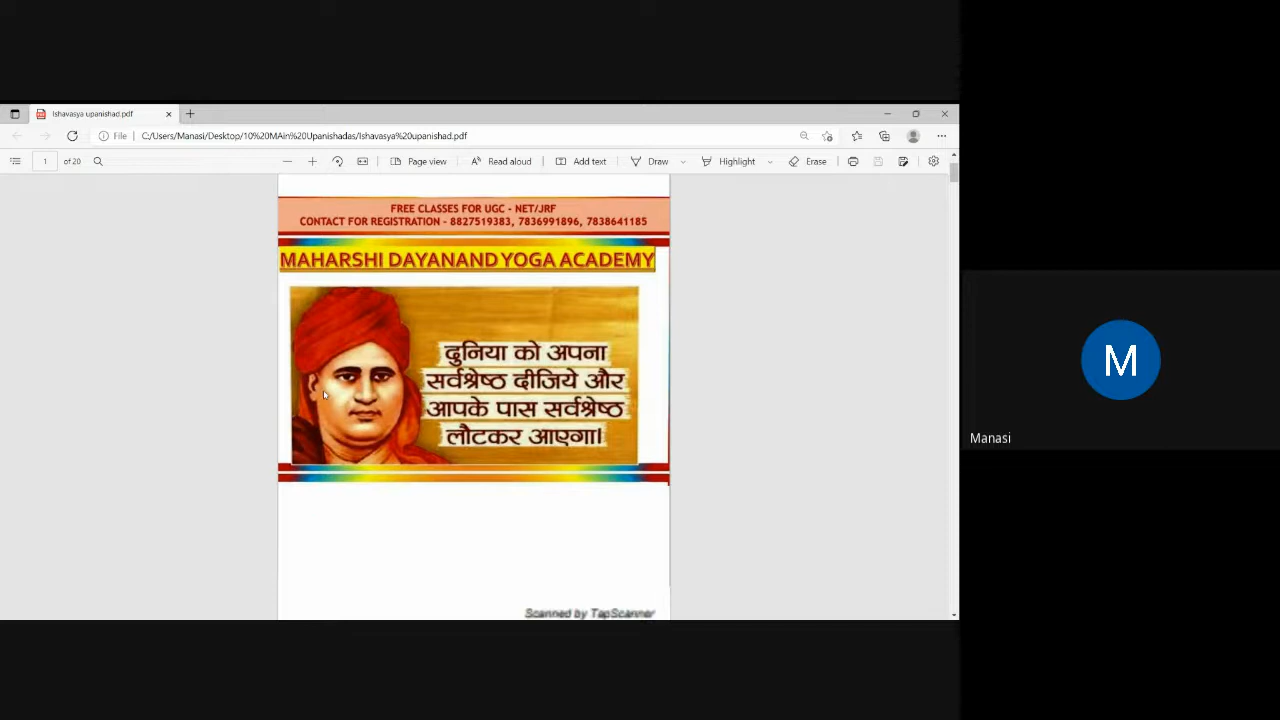 Ishavasya upanishad.pdf
File
C:/Users/Manasi/Desktop/10%20MAin%20Upanishadas/Ishavasya%20upanishad.pdf
1 of 20
Page view
Read aloud
Add text
Draw
Highlight
Erase
FREE CLASSES FOR UGC - NET/JRF
CONTACT FOR REGISTRATION - 8827519383, 7836991896, 7838641185
MAHARSHI DAYANAND YOGA ACADEMY
दुनिया को अपना
सर्वश्रेष्ठ दीजिये और
आपके पास सर्वश्रेष्ठ
लौटकर आएगा।
Scanned by TapScanner
M
Manasi